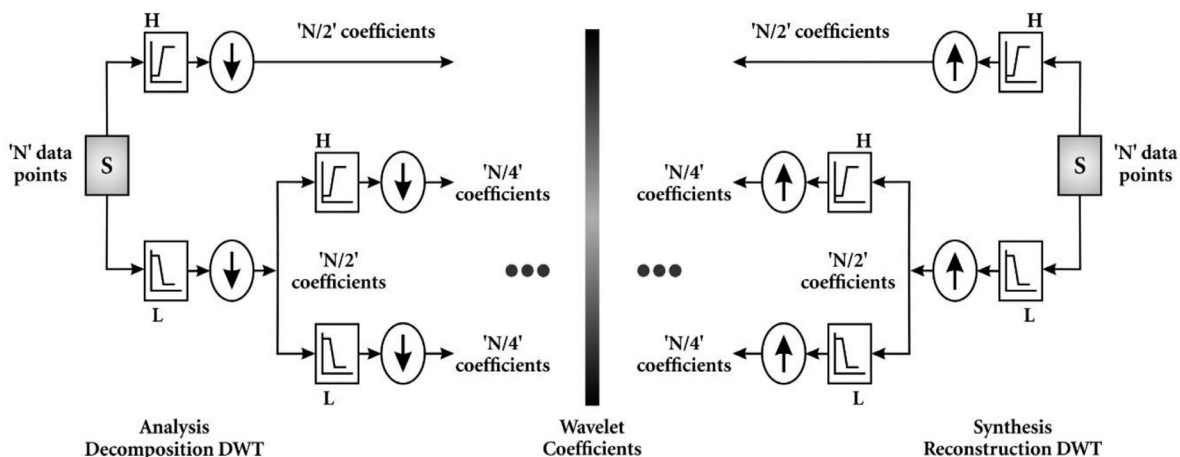 H
'N/2' coefficients
'N' data
points
S
H
'N/4'
coefficients
'N/2'
coefficients
L
'N/4'
coefficients
L
Analysis
Decomposition DWT
Wavelet
Coefficients
'N/2' coefficients
H
'N' data
points
S
H
'N/4'
coefficients
'N/2'
coefficients
L
'N/4'
coefficients
L
Synthesis
Reconstruction DWT